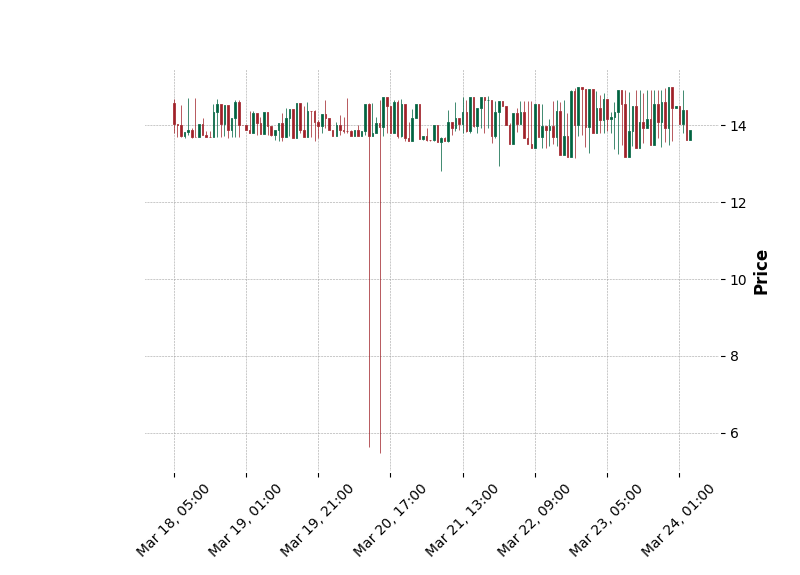 14
12
10
8
6
Price
Mar 18, 05:00
Mar 19, 01:00
Mar 19, 21:00
Mar 20, 17:00
Mar 21, 13:00
Mar 22, 09:00
Mar 23, 05:00
Mar 24, 01:00